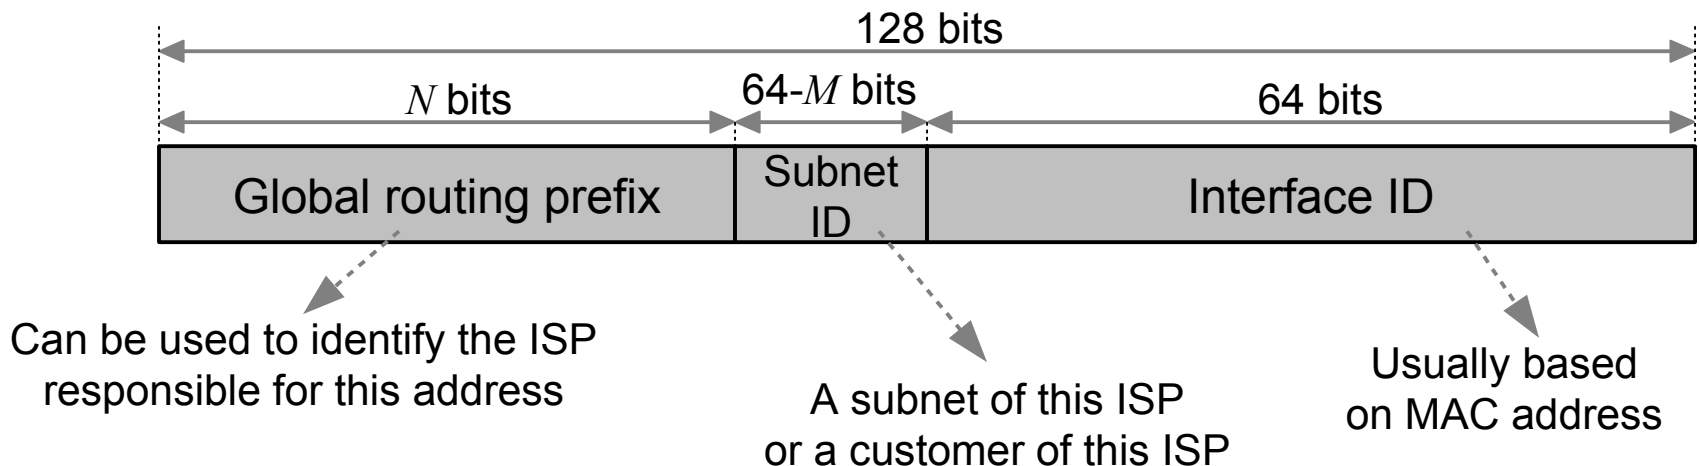 128 bits
N bits
64-M bits
64 bits
Global routing prefix
Subnet
ID
Interface ID
Can be used to identify the ISP
responsible for this address
A subnet of this ISP
or a customer of this ISP
Usually based
on MAC address